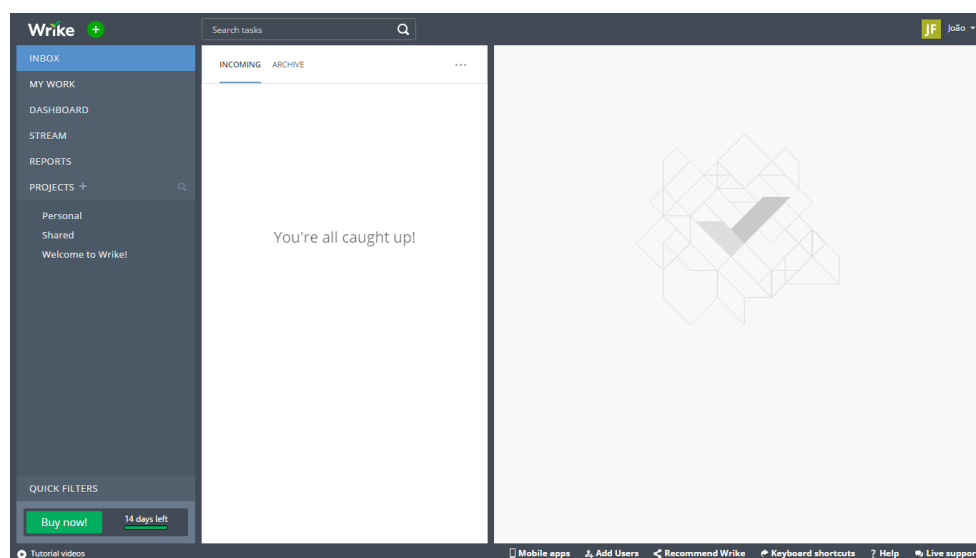 Wrike
Search tasks
JF João
INBOX
MY WORK
DASHBOARD
STREAM
REPORTS
PROJECTS +
Personal
Shared
Welcome to Wrike!
QUICK FILTERS
Buy now! 14 days left
Tutorial videos
INCOMING ARCHIVE ...
You're all caught up!
Mobile apps Add Users Recommend Wrike Keyboard shortcuts ? Help Live support